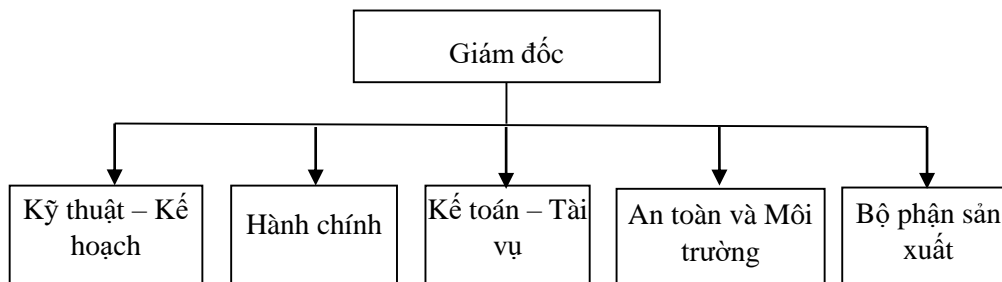 Giám đốc
Kỹ thuật – Kế
hoạch
Hành chính
Kế toán – Tài
vụ
An toàn và Môi
trường
Bộ phận sản
xuất